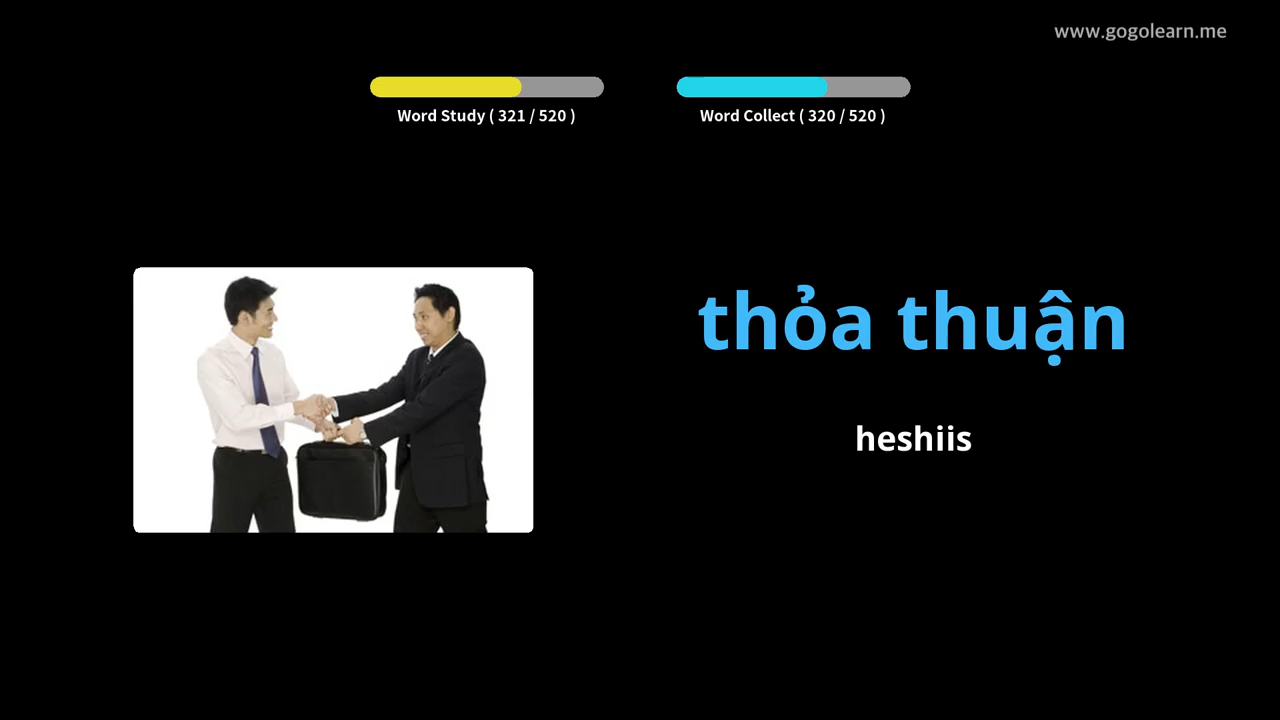 www.gogolearn.me
Word Study ( 321 / 520 )
Word Collect ( 320 / 520 )
thỏa thuận
heshiis